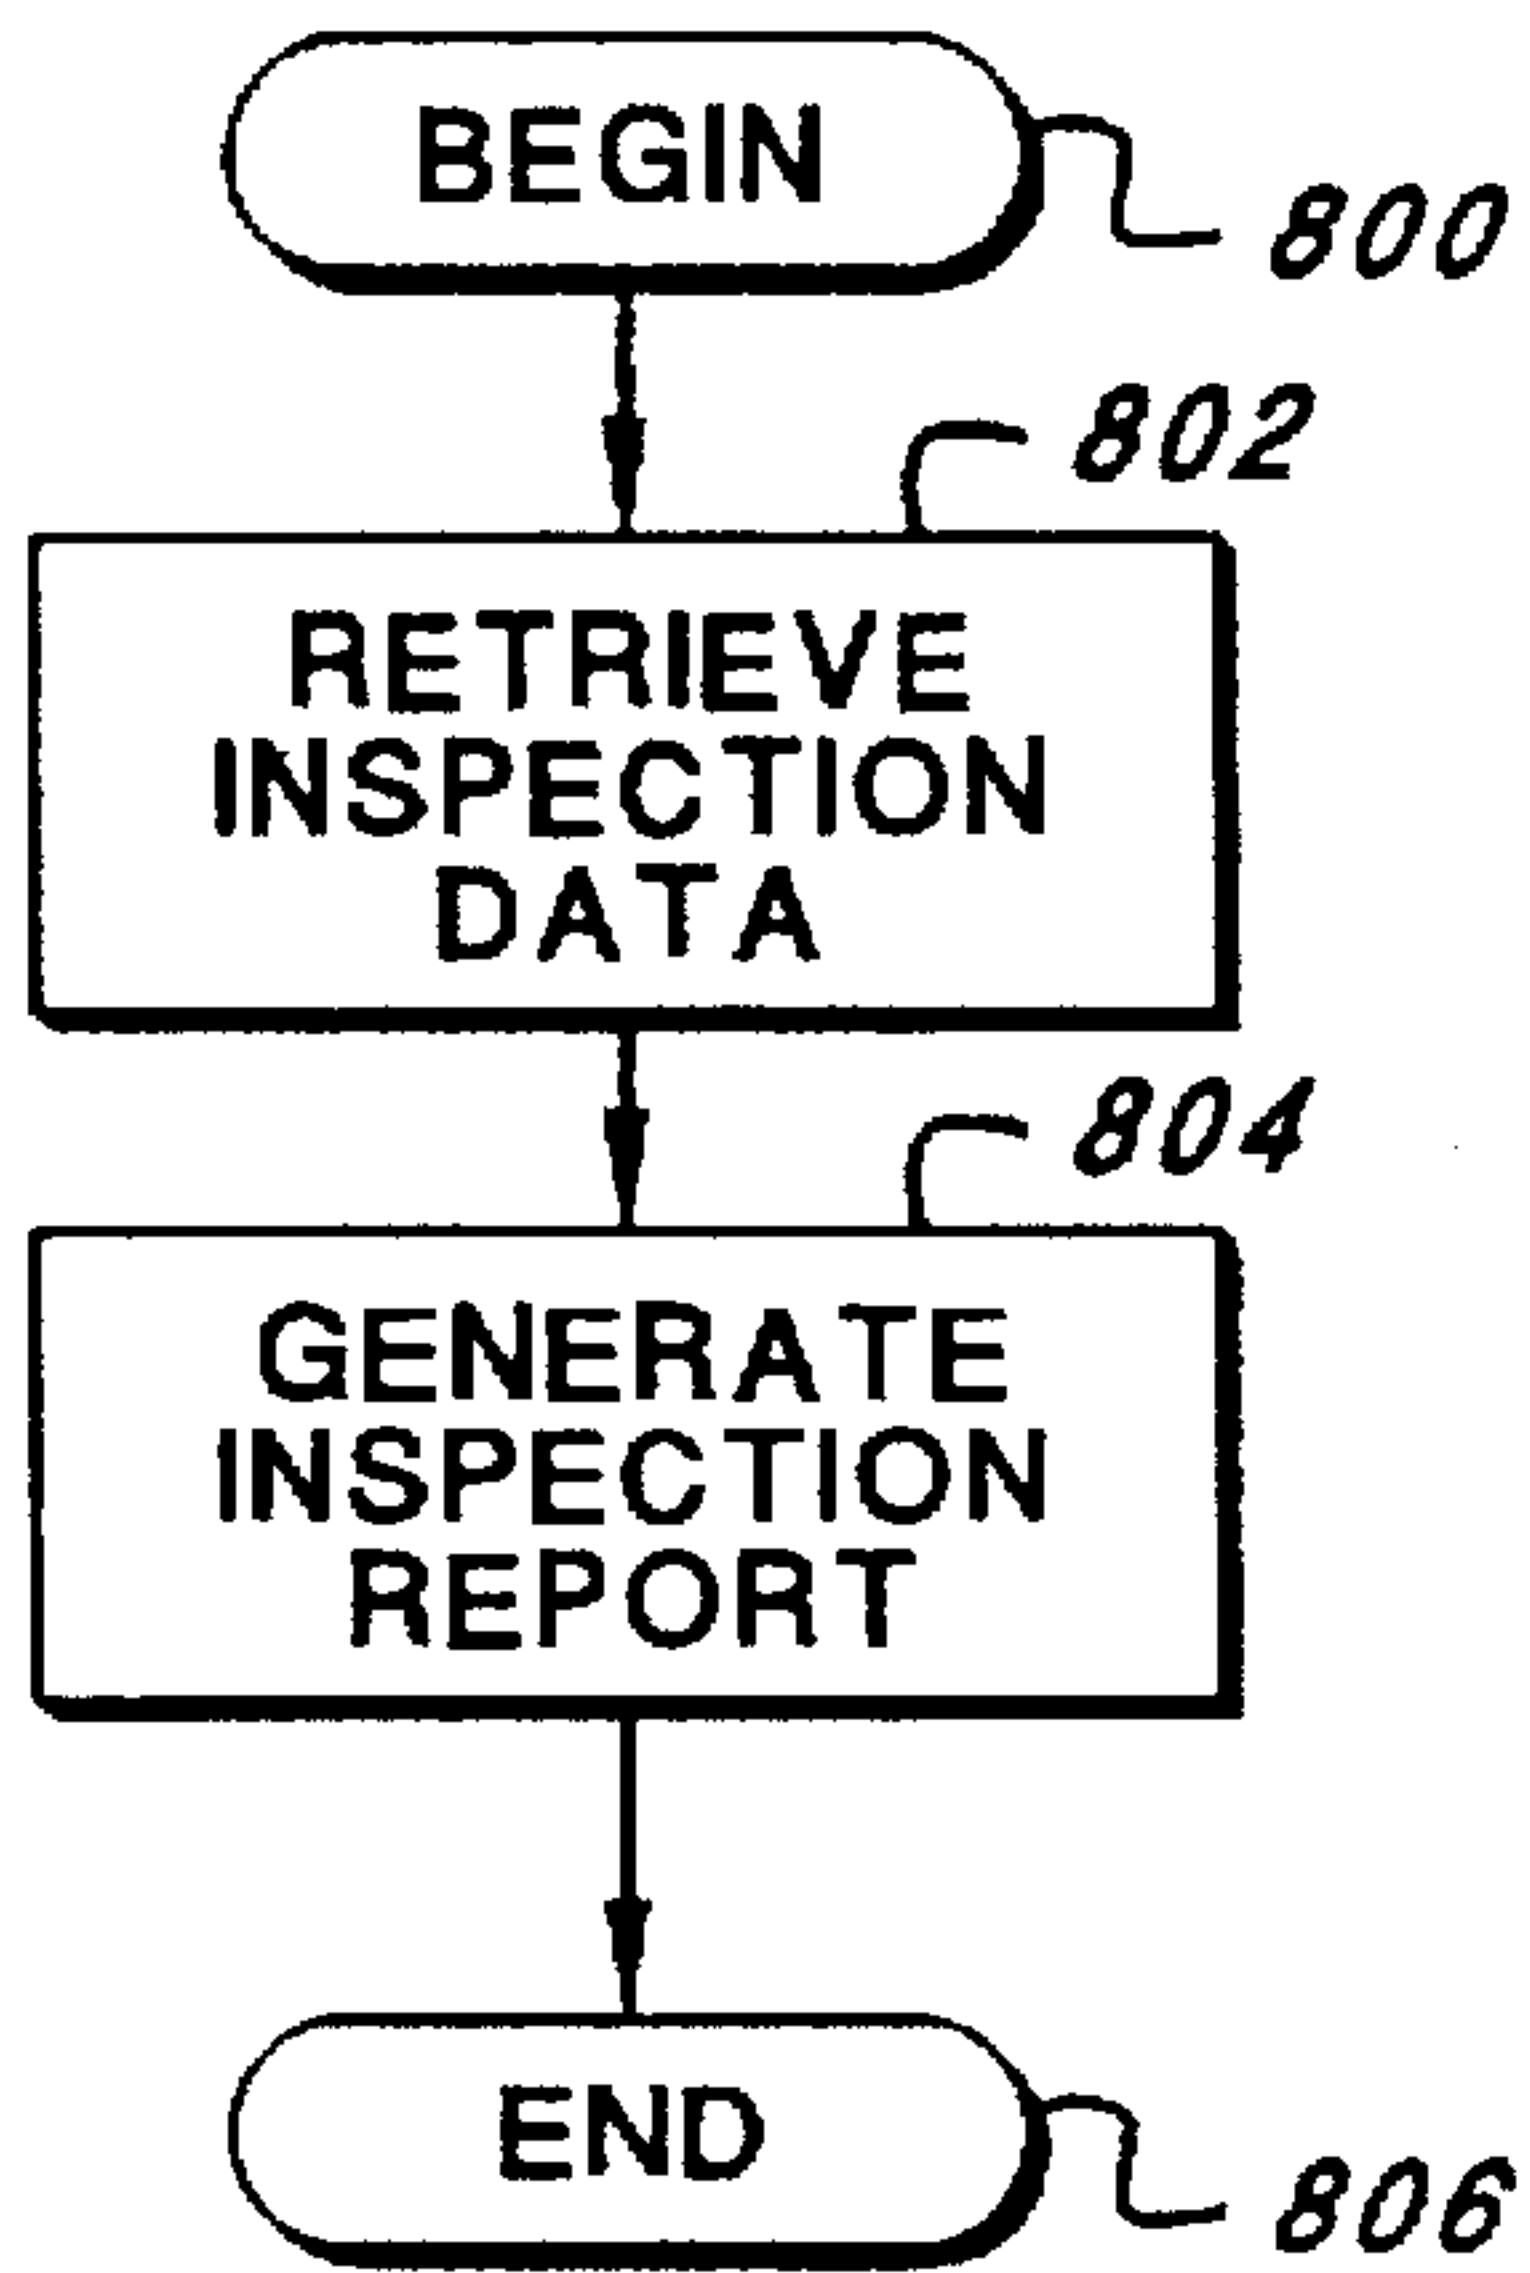 BEGIN
800
802
RETRIEVE
INSPECTION
DATA
804
GENERATE
INSPECTION
REPORT
END
806